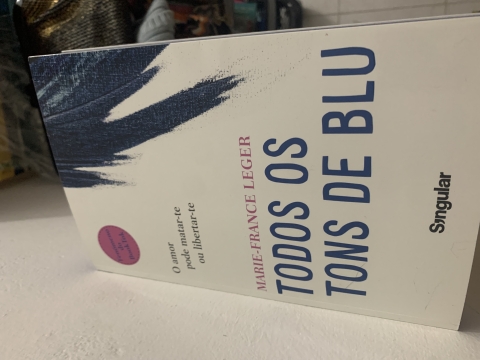 O amor
pode matar-te
ou libertar-te
MARIE-FRANCE LEGER
TODOS OS
TONS DE BLU
Singular